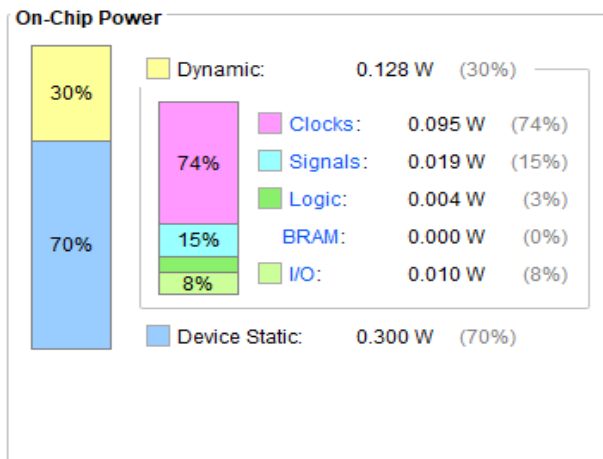 On-Chip Power
30%
70%
Dynamic: 0.128 W (30%)
74%
15%
8%
Clocks: 0.095 W (74%)
Signals: 0.019 W (15%)
Logic: 0.004 W (3%)
BRAM: 0.000 W (0%)
I/O: 0.010 W (8%)
Device Static: 0.300 W (70%)